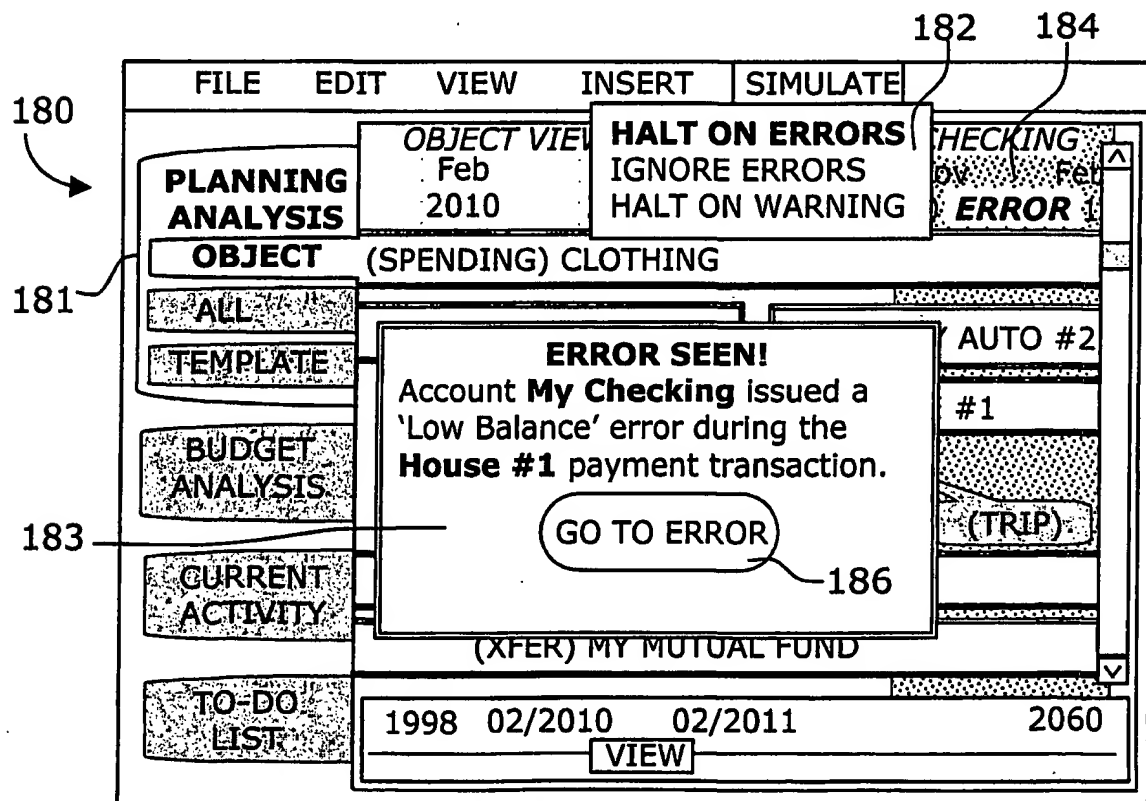 182 184
FILE EDIT VIEW INSERT SIMULATE
180
OBJECT VIEW CHECKING
HALT ON ERRORS
IGNORE ERRORS
HALT ON WARNING
Feb Feb
2010 ERROR
PLANNING
ANALYSIS
OBJECT
(SPENDING) CLOTHING
181
ALL
TEMPLATE
AUTO #2
#1
ERROR SEEN!
Account My Checking issued a
‘Low Balance’ error during the
House #1 payment transaction.
GO TO ERROR
BUDGET
ANALYSIS
183
(TRIP)
186
CURRENT
ACTIVITY
(XFER) MY MUTUAL FUND
TO-DO
LIST
1998 02/2010 02/2011 2060
VIEW